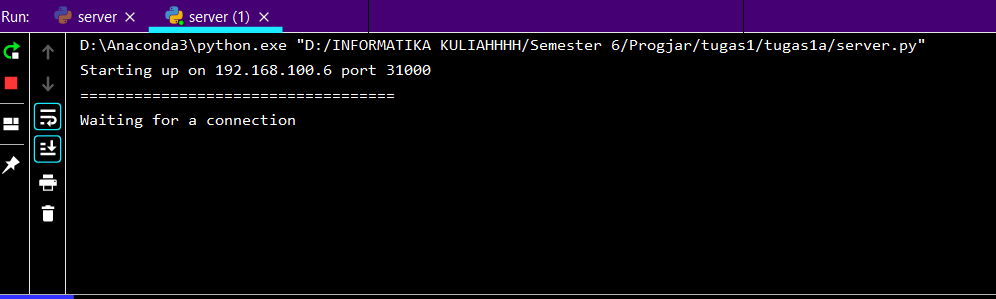 Run: server server (1)
D:\Anaconda3\python.exe "D:/INFORMATIKA KULIAHHHH/Semester 6/Progjar/tugas1/tugas1a/server.py"
Starting up on 192.168.100.6 port 31000
===================================
Waiting for a connection